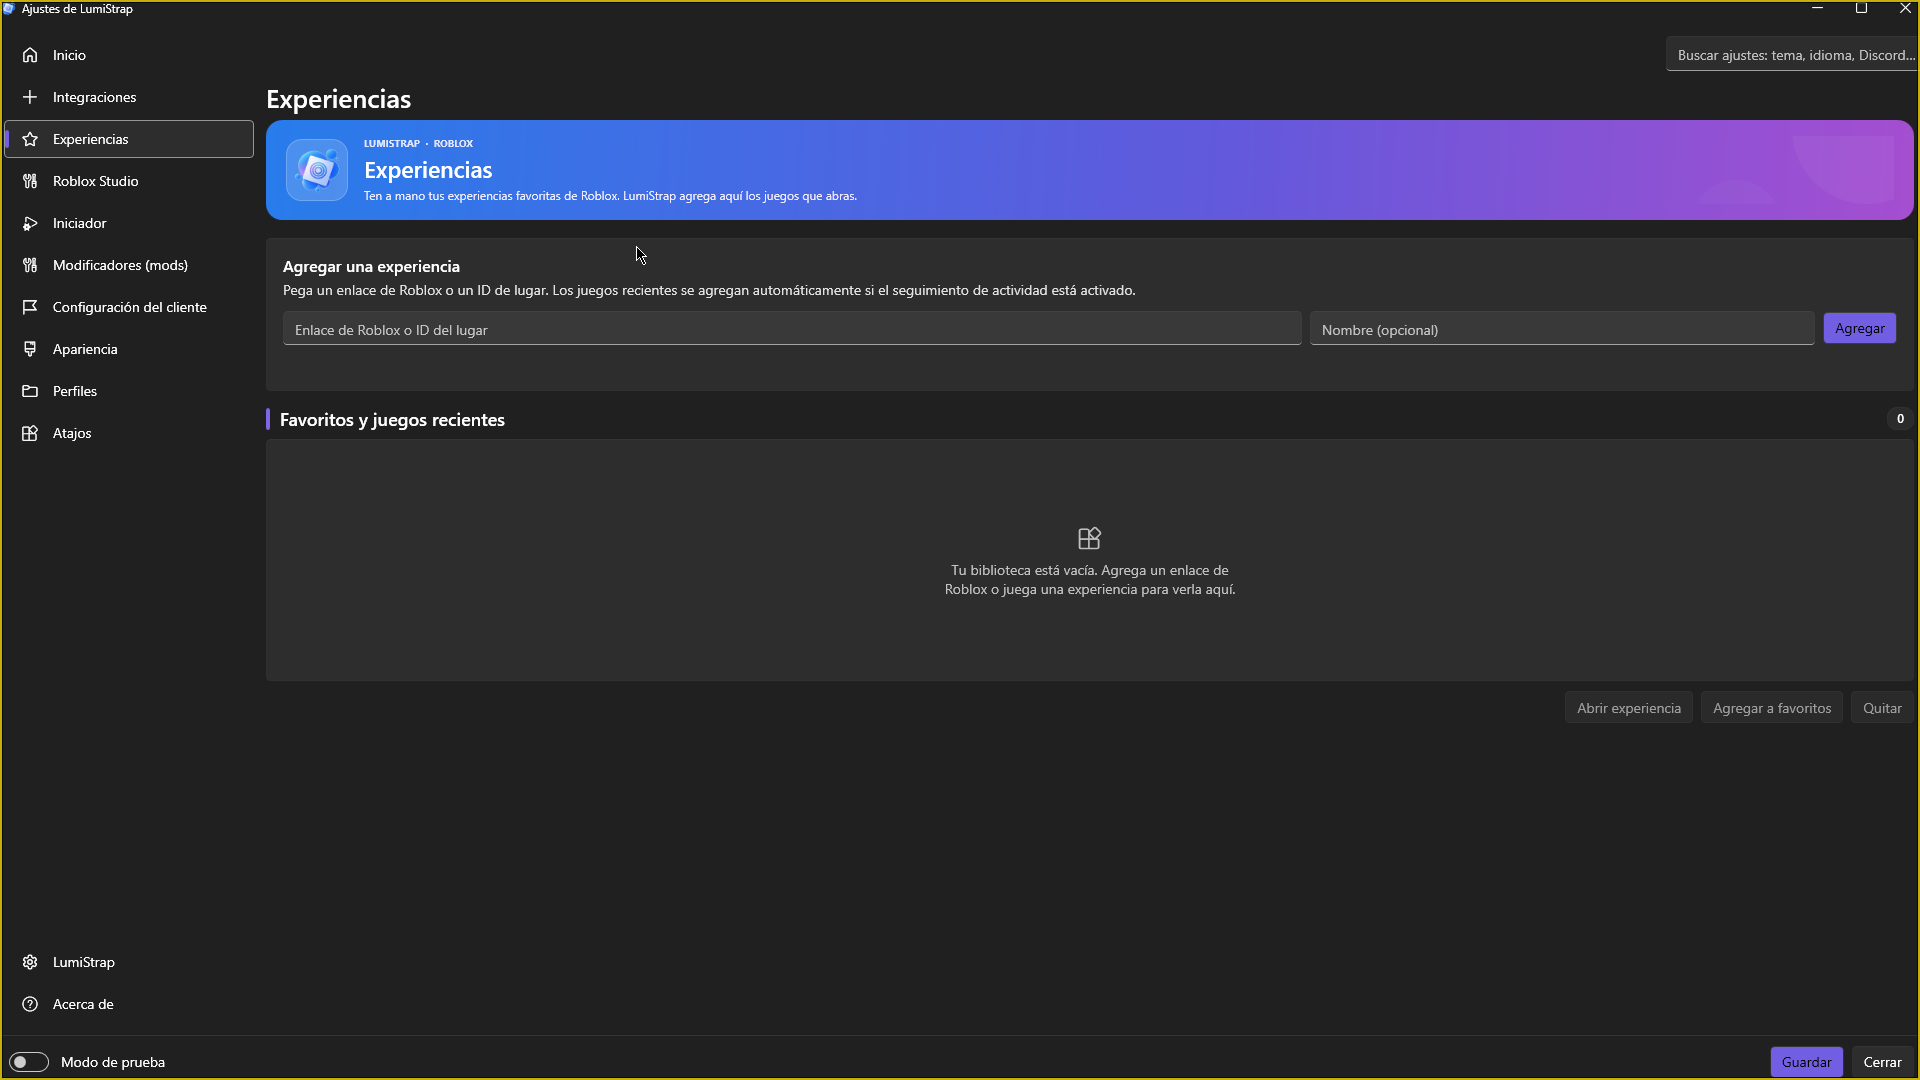 Ajustes de LumiStrap
Inicio
Buscar ajustes: tema, idioma, Discord...
Integraciones
Experiencias
Roblox Studio
Iniciador
Modificadores (mods)
Configuración del cliente
Apariencia
Perfiles
Atajos
Experiencias
LUMISTRAP · ROBLOX
Experiencias
Ten a mano tus experiencias favoritas de Roblox. LumiStrap agrega aquí los juegos que abras.
Agregar una experiencia
Pega un enlace de Roblox o un ID de lugar. Los juegos recientes se agregan automáticamente si el seguimiento de actividad está activado.
Enlace de Roblox o ID del lugar
Nombre (opcional)
Agregar
Favoritos y juegos recientes
0
Tu biblioteca está vacía. Agrega un enlace de
Roblox o juega una experiencia para verla aquí.
Abrir experiencia
Agregar a favoritos
Quitar
LumiStrap
Acerca de
Modo de prueba
Guardar
Cerrar